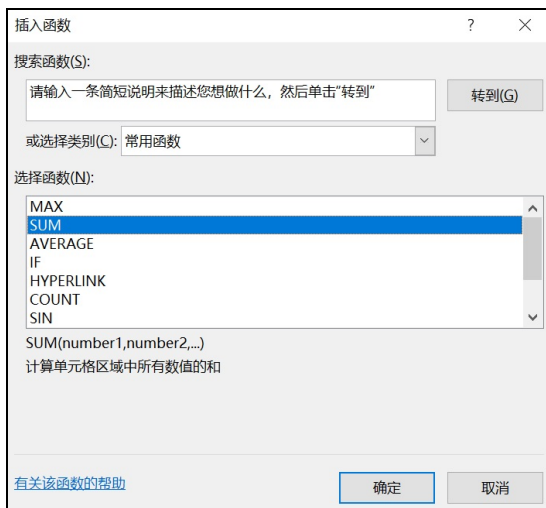 插入函数 ?
搜索函数(S):
请输入一条简短说明来描述您想做什么，然后单击“转到”
转到(G)
或选择类别(C): 常用函数
选择函数(N):
MAX
SUM
AVERAGE
IF
HYPERLINK
COUNT
SIN
SUM(number1,number2,...)
计算单元格区域中所有数值的和
有关该函数的帮助
确定 取消